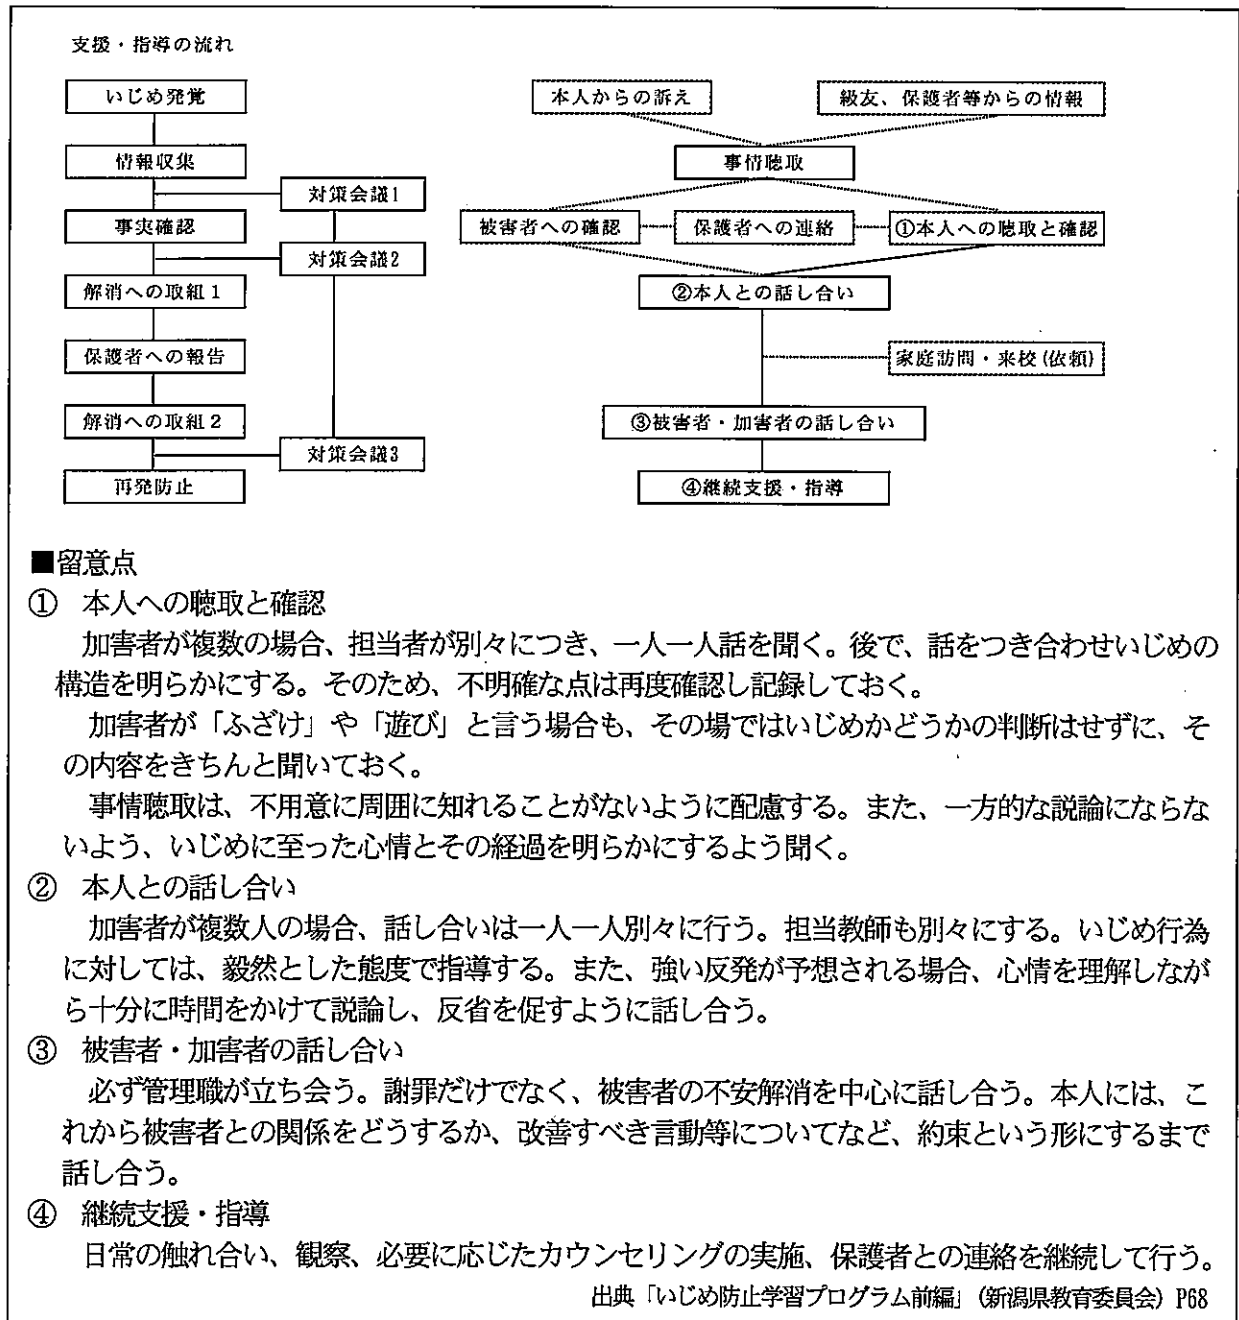 支援・指導の流れ
いじめ発覚
情報収集
対策会議1
事実確認
対策会議2
解消への取組1
保護者への報告
解消への取組2
対策会議3
再発防止
本人からの訴え
級友、保護者等からの情報
事情聴取
被害者への確認
保護者への連絡
①本人への聴取と確認
②本人との話し合い
家庭訪問・来校(依頼)
③被害者・加害者の話し合い
④継続支援・指導
■留意点
① 本人への聴取と確認
加害者が複数の場合、担当者が別々につき、一人一人話を聞く。後で、話をつき合わせいじめの
構造を明らかにする。そのため、不明確な点は再度確認し記録しておく。
加害者が「ふざけ」や「遊び」と言う場合も、その場ではいじめかどうかの判断はせずに、そ
の内容をきちんと聞いておく。
事情聴取は、不用意に周囲に知れることがないように配慮する。また、一方的な説論にならな
いよう、いじめに至った心情とその経過を明らかにするよう聞く。
② 本人との話し合い
加害者が複数人の場合、話し合いは一人一人別々に行う。担当教師も別々にする。いじめ行為
に対しては、毅然とした態度で指導する。また、強い反発が予想される場合、心情を理解しなが
ら十分に時間をかけて説論し、反省を促すように話し合う。
③ 被害者・加害者の話し合い
必ず管理職が立ち会う。謝罪だけでなく、被害者の不安解消を中心に話し合う。本人には、こ
れから被害者との関係をどうするか、改善すべき言動等についてなど、約束という形にするまで
話し合う。
④ 継続支援・指導
日常の触れ合い、観察、必要に応じたカウンセリングの実施、保護者との連絡を継続して行う。
出典「いじめ防止学習プログラム前編」(新潟県教育委員会) P68